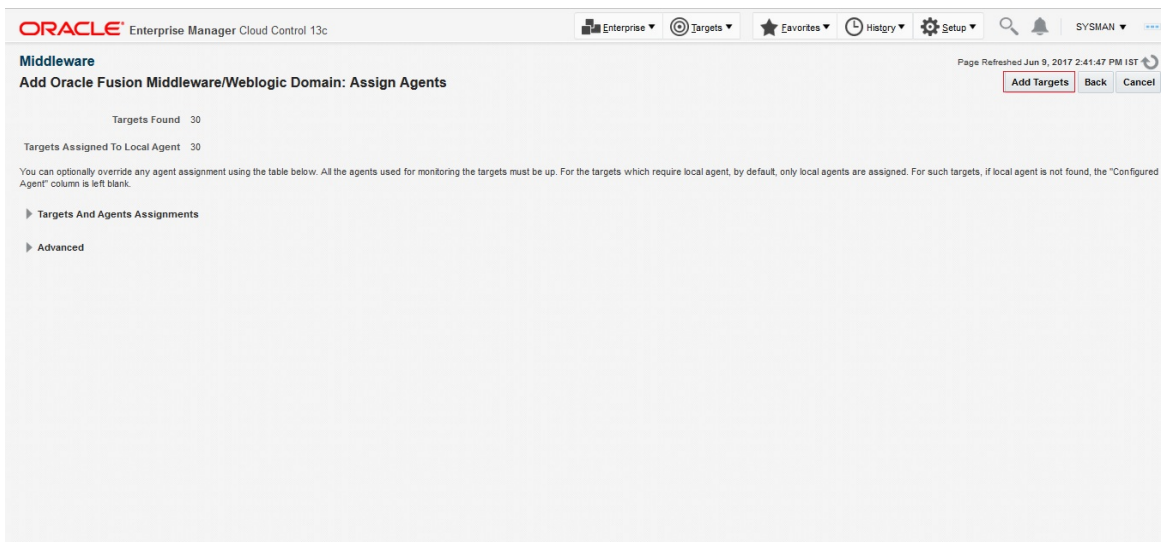 ORACLE Enterprise Manager Cloud Control 13c Enterprise Targets Favorites History Setup SYSMAN
Middleware
Page Refreshed Jun 9, 2017 2:41:47 PM IST
Add Oracle Fusion Middleware/Weblogic Domain: Assign Agents
Add Targets Back Cancel
Targets Found 30
Targets Assigned To Local Agent 30
You can optionally override any agent assignment using the table below. All the agents used for monitoring the targets must be up. For the targets which require local agent, by default, only local agents are assigned. For such targets, if local agent is not found, the "Configured
Agent" column is left blank.
Targets And Agents Assignments
Advanced